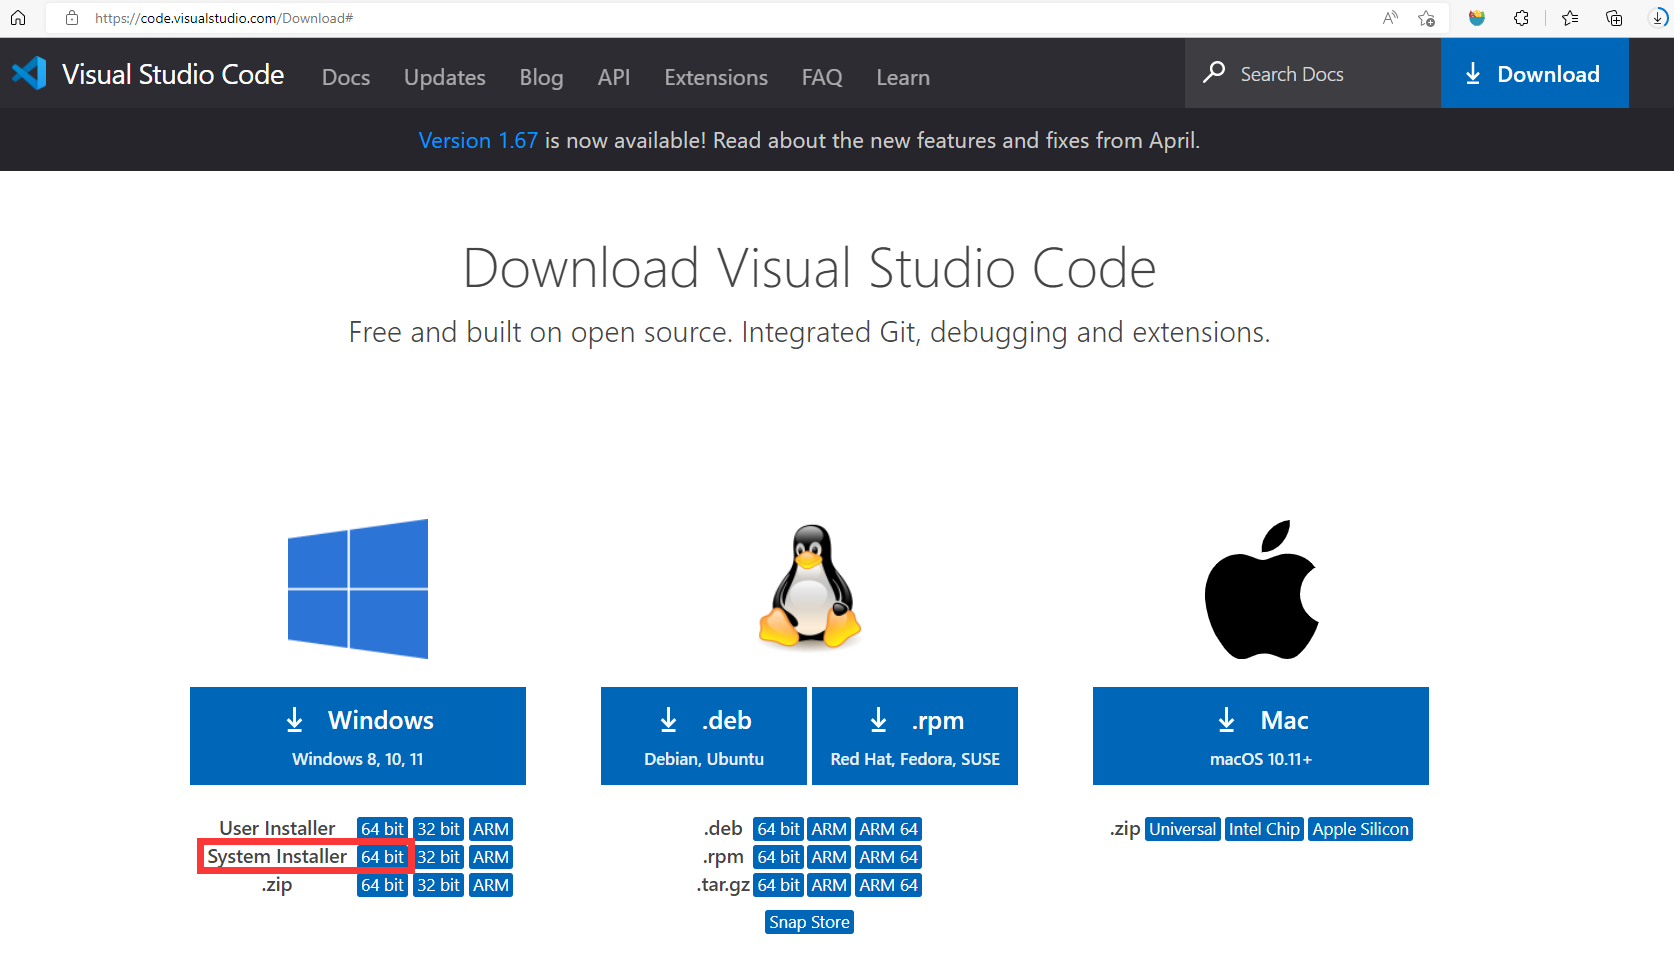 https://code.visualstudio.com/Download#
Visual Studio Code Docs Updates Blog API Extensions FAQ Learn Search Docs Download
Version 1.67 is now available! Read about the new features and fixes from April.
Download Visual Studio Code
Free and built on open source. Integrated Git, debugging and extensions.
Windows
Windows 8, 10, 11
User Installer 64 bit 32 bit ARM
System Installer 64 bit 32 bit ARM
.zip 64 bit 32 bit ARM
.deb
Debian, Ubuntu
.rpm
Red Hat, Fedora, SUSE
.deb 64 bit ARM ARM 64
.rpm 64 bit ARM ARM 64
.tar.gz 64 bit ARM ARM 64
Snap Store
Mac
macOS 10.11+
.zip Universal Intel Chip Apple Silicon